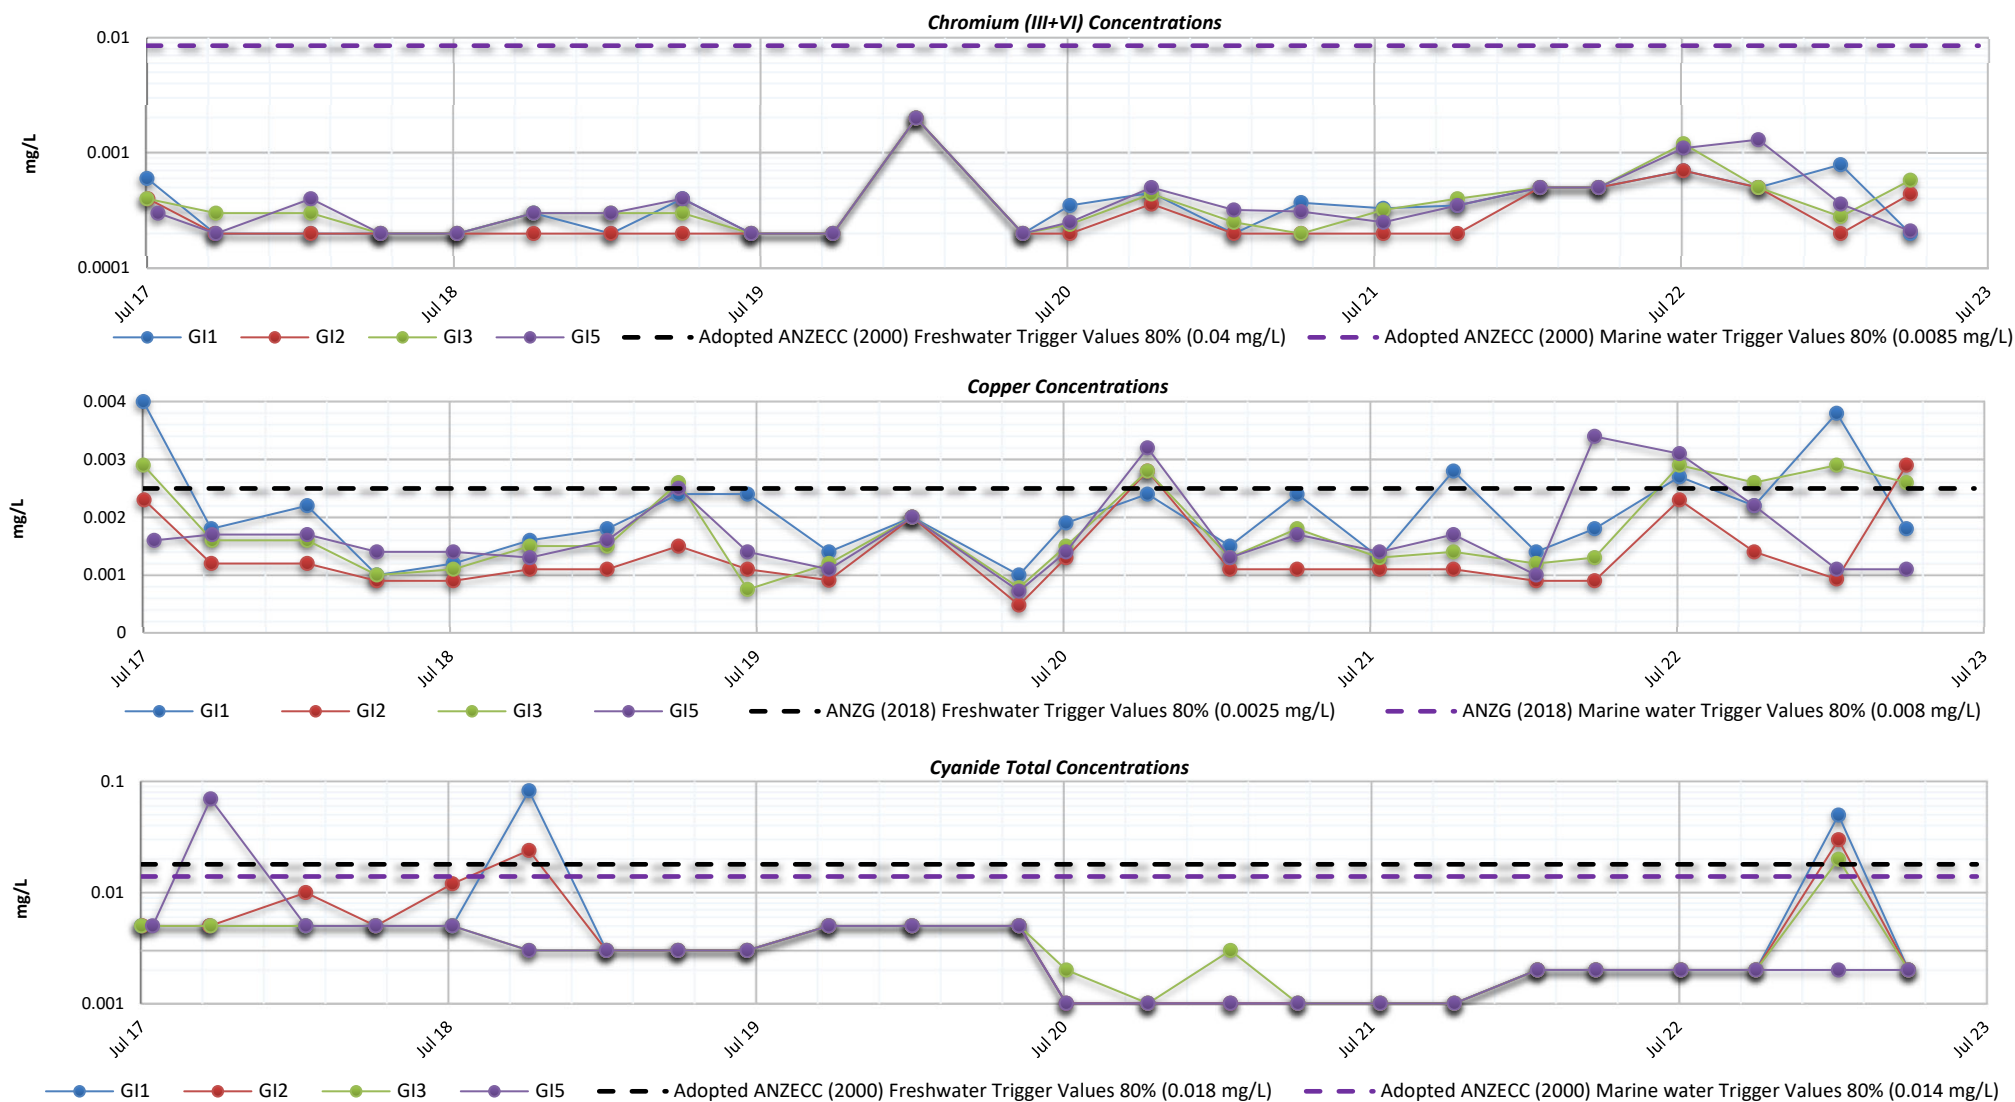 Chromium (III+VI) Concentrations
0.01
0.001
0.0001
mg/L
Jul 17
Jul 18
Jul 19
Jul 20
Jul 21
Jul 22
Jul 23
GI1
GI2
GI3
GI5
Adopted ANZECC (2000) Freshwater Trigger Values 80% (0.04 mg/L)
Adopted ANZECC (2000) Marine water Trigger Values 80% (0.0085 mg/L)
Copper Concentrations
0.004
0.003
0.002
0.001
0
mg/L
Jul 17
Jul 18
Jul 19
Jul 20
Jul 21
Jul 22
Jul 23
GI1
GI2
GI3
GI5
ANZG (2018) Freshwater Trigger Values 80% (0.0025 mg/L)
ANZG (2018) Marine water Trigger Values 80% (0.008 mg/L)
Cyanide Total Concentrations
0.1
0.01
0.001
mg/L
Jul 17
Jul 18
Jul 19
Jul 20
Jul 21
Jul 22
Jul 23
GI1
GI2
GI3
GI5
Adopted ANZECC (2000) Freshwater Trigger Values 80% (0.018 mg/L)
Adopted ANZECC (2000) Marine water Trigger Values 80% (0.014 mg/L)